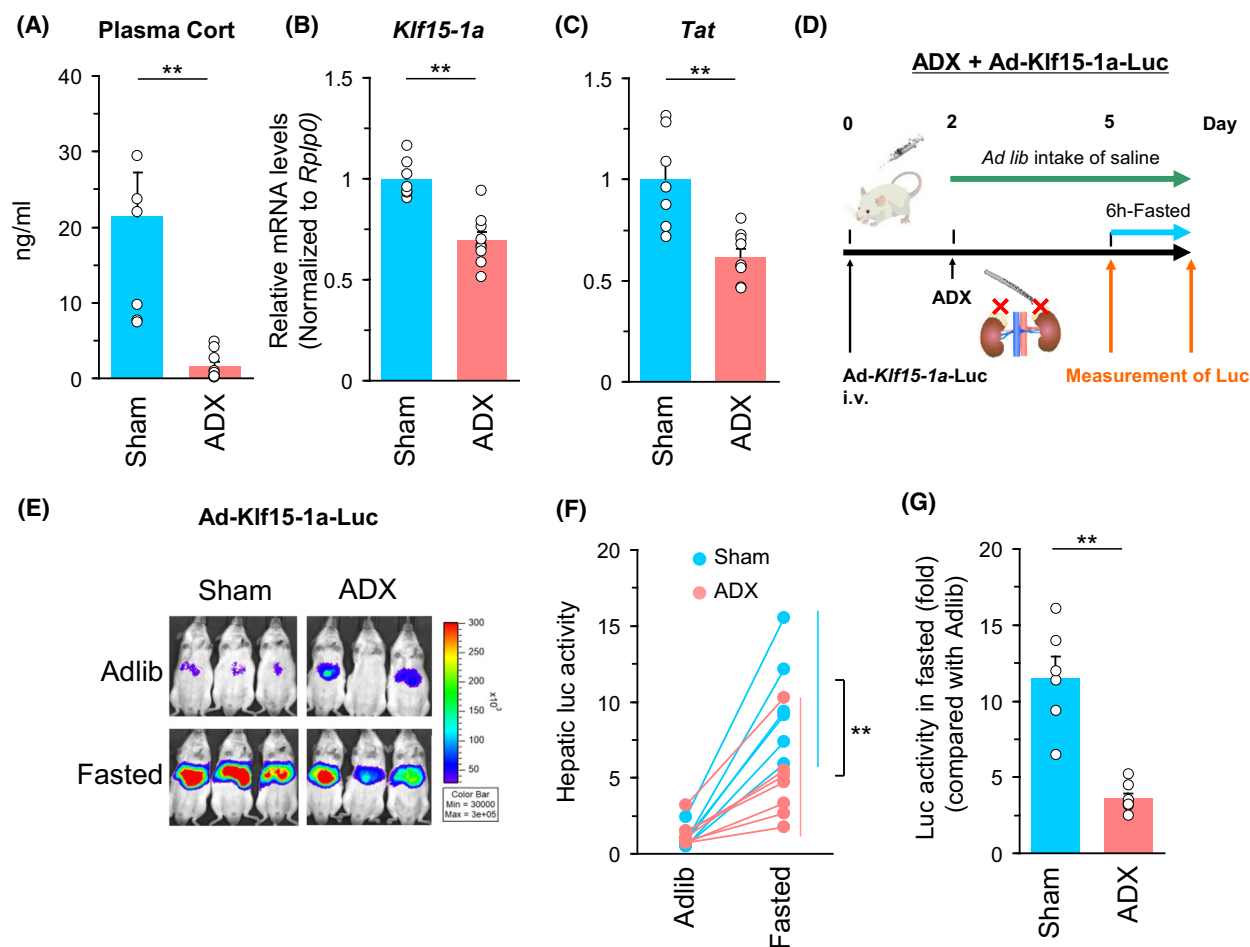 (A)
Plasma Cort
**
40
30
20
10
0
ng/ml
Sham
ADX
(B)
Klf15-1a
**
1.5
1
0.5
0
Relative mRNA levels
(Normalized to Rplp0)
Sham
ADX
(C)
Tat
**
1.5
1
0.5
0
Sham
ADX
(D)
ADX + Ad-Klf15-1a-Luc
0 2 5 Day
Ad lib intake of saline
6h-Fasted
ADX
Ad-Klf15-1a-Luc
i.v.
Measurement of Luc
(E)
Ad-Klf15-1a-Luc
Sham ADX
Adlib
Fasted
300
250
200
150
100
50
x10³
Color Bar
Min = 30000
Max = 3e+05
(F)
20
15
10
5
0
Hepatic luc activity
Sham
ADX
**
Adlib
Fasted
(G)
**
20
15
10
5
0
Luc activity in fasted (fold)
(compared with Adlib)
Sham
ADX